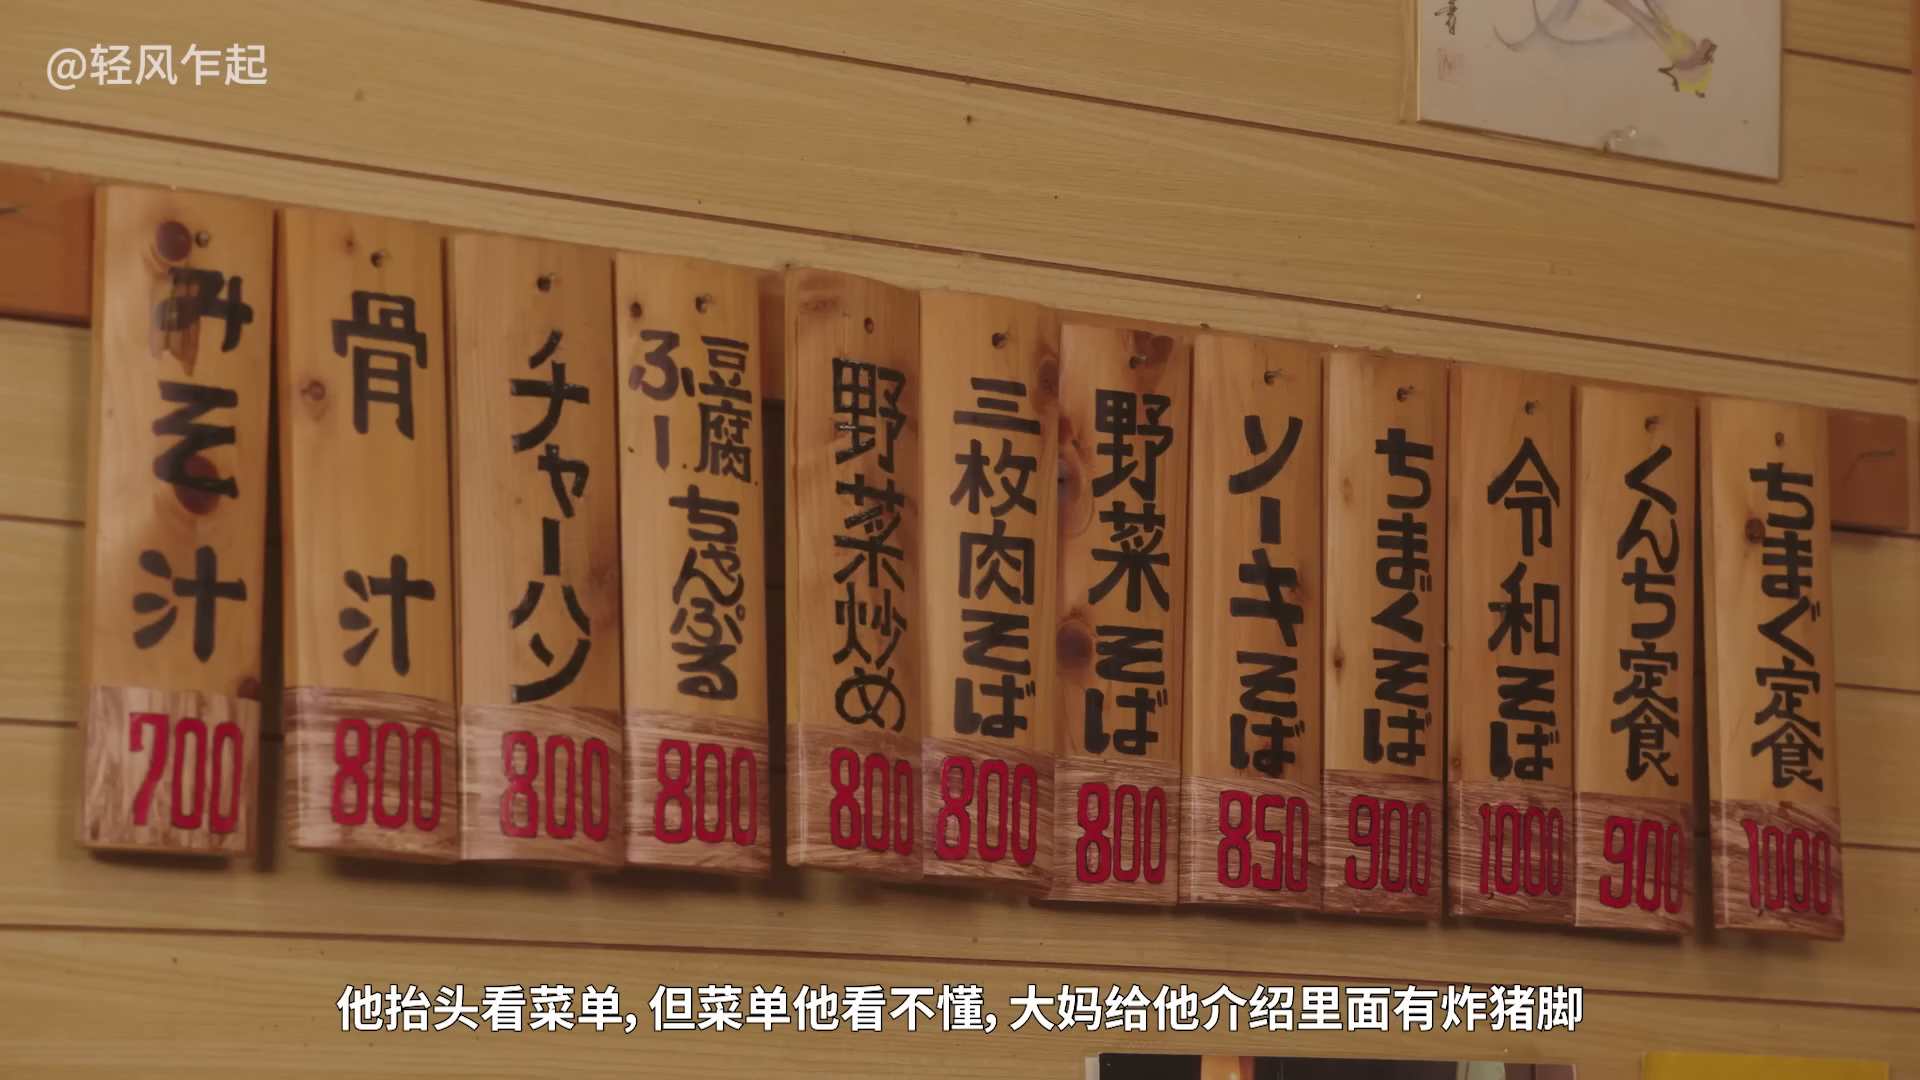 @轻风乍起
みそ汁
700
骨汁
800
チャーハン
800
豆腐
ふー
ちゃんぷる
800
野菜炒め
800
三枚肉そば
800
野菜そば
800
ソーキそば
850
ちまぐそば
900
令和そば
1000
くんち定食
900
ちまぐ定食
1000
他抬头看菜单,但菜单他看不懂,大妈给他介绍里面有炸猪脚